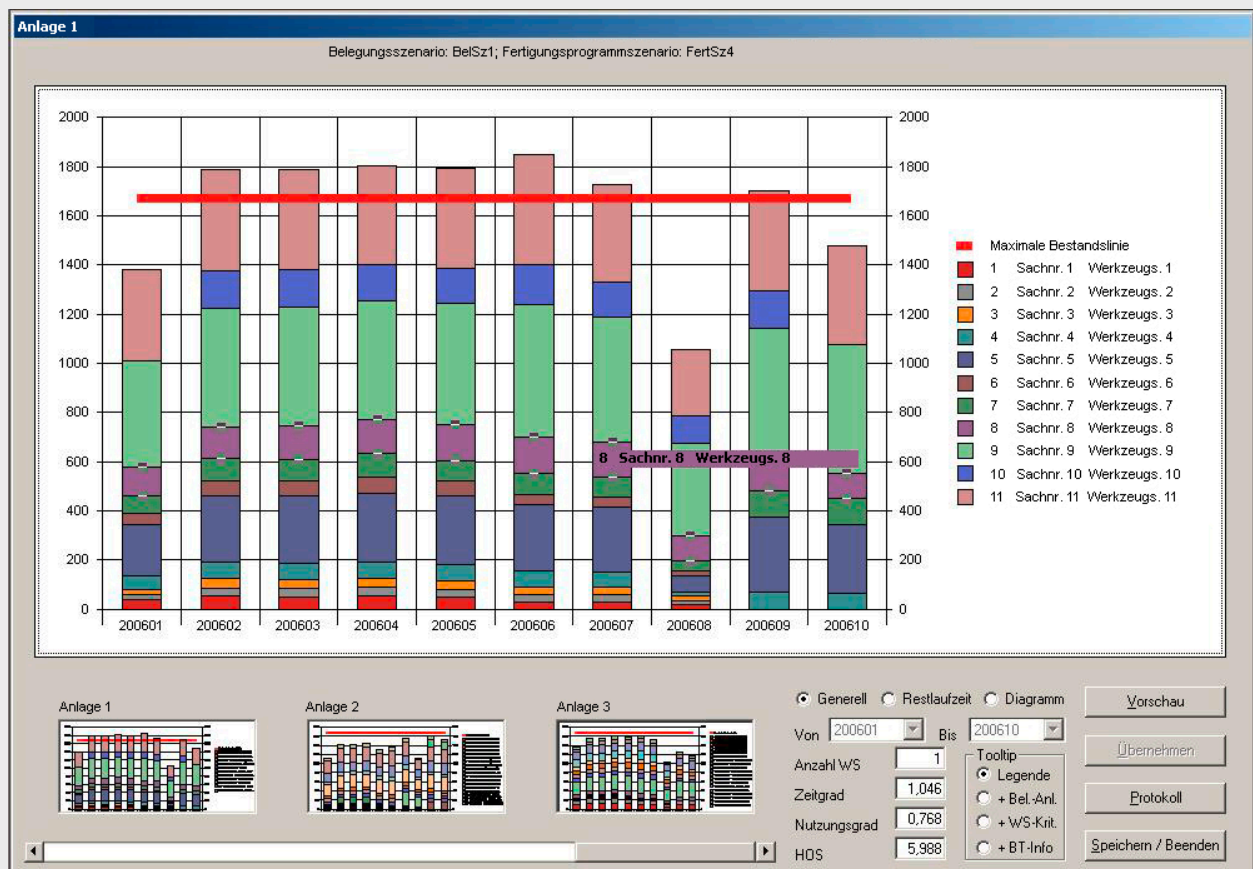 Anlage 1
Belegungsszenario: BelSz1; Fertigungsprogrammszenario: FertSz4
2000 2000
1800 1800
1600 1600
1400 1400
1200 1200
1000 1000
800 800
600 600
400 400
200 200
0 0
200601 200602 200603 200604 200605 200606 200607 200608 200609 200610
8 Sachnr. 8 Werkzeugs. 8
Maximale Bestandslinie
1 Sachnr. 1 Werkzeugs. 1
2 Sachnr. 2 Werkzeugs. 2
3 Sachnr. 3 Werkzeugs. 3
4 Sachnr. 4 Werkzeugs. 4
5 Sachnr. 5 Werkzeugs. 5
6 Sachnr. 6 Werkzeugs. 6
7 Sachnr. 7 Werkzeugs. 7
8 Sachnr. 8 Werkzeugs. 8
9 Sachnr. 9 Werkzeugs. 9
10 Sachnr. 10 Werkzeugs. 10
11 Sachnr. 11 Werkzeugs. 11
Anlage 1 Anlage 2 Anlage 3
Generell Restlaufzeit Diagramm
Von 200601 Bis 200610
Anzahl WS 1
Zeitgrad 1,046
Nutzungsgrad 0,768
HOS 5,988
Tooltip
Legende
+ Bel.-Anl.
+ WS-Krit.
+ BT-Info
Vorschau
Übernehmen
Protokoll
Speichern / Beenden